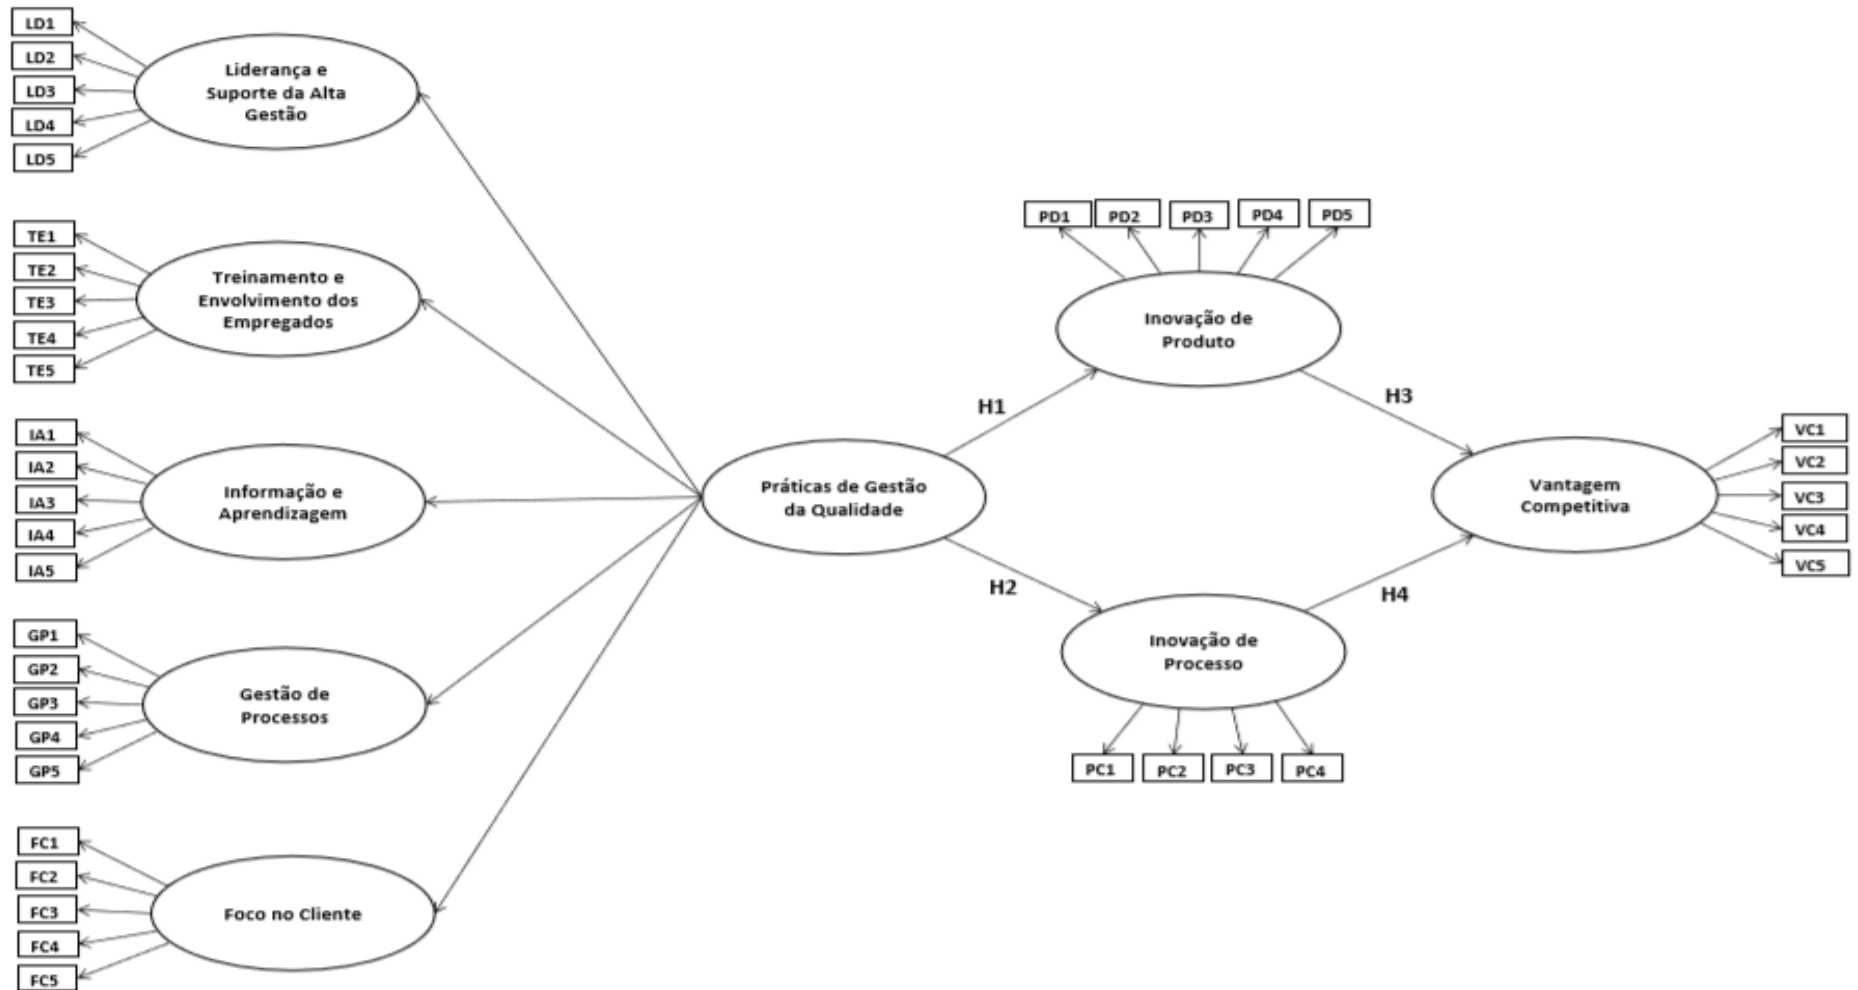 LD1
LD2
LD3
LD4
LD5
Liderança e
Suporte da Alta
Gestão
TE1
TE2
TE3
TE4
TE5
Treinamento e
Envolvimento dos
Empregados
IA1
IA2
IA3
IA4
IA5
Informação e
Aprendizagem
GP1
GP2
GP3
GP4
GP5
Gestão de
Processos
FC1
FC2
FC3
FC4
FC5
Foco no Cliente
Práticas de Gestão
da Qualidade
H1
H2
PD1
PD2
PD3
PD4
PD5
Inovação de
Produto
Inovação de
Processo
PC1
PC2
PC3
PC4
H3
H4
Vantagem
Competitiva
VC1
VC2
VC3
VC4
VC5